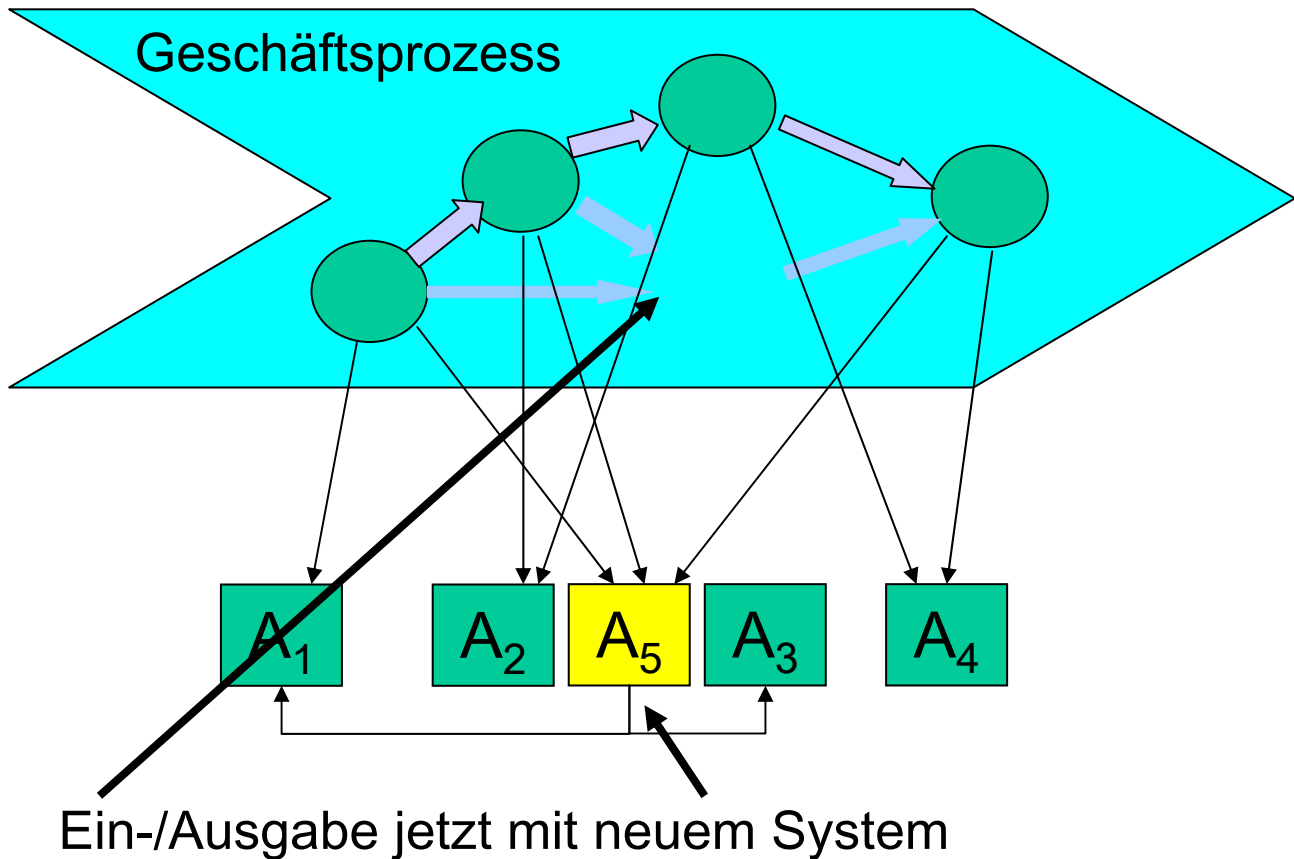 Geschäftsprozess
A₁ A₂ A₅ A₃ A₄
Ein-/Ausgabe jetzt mit neuem System